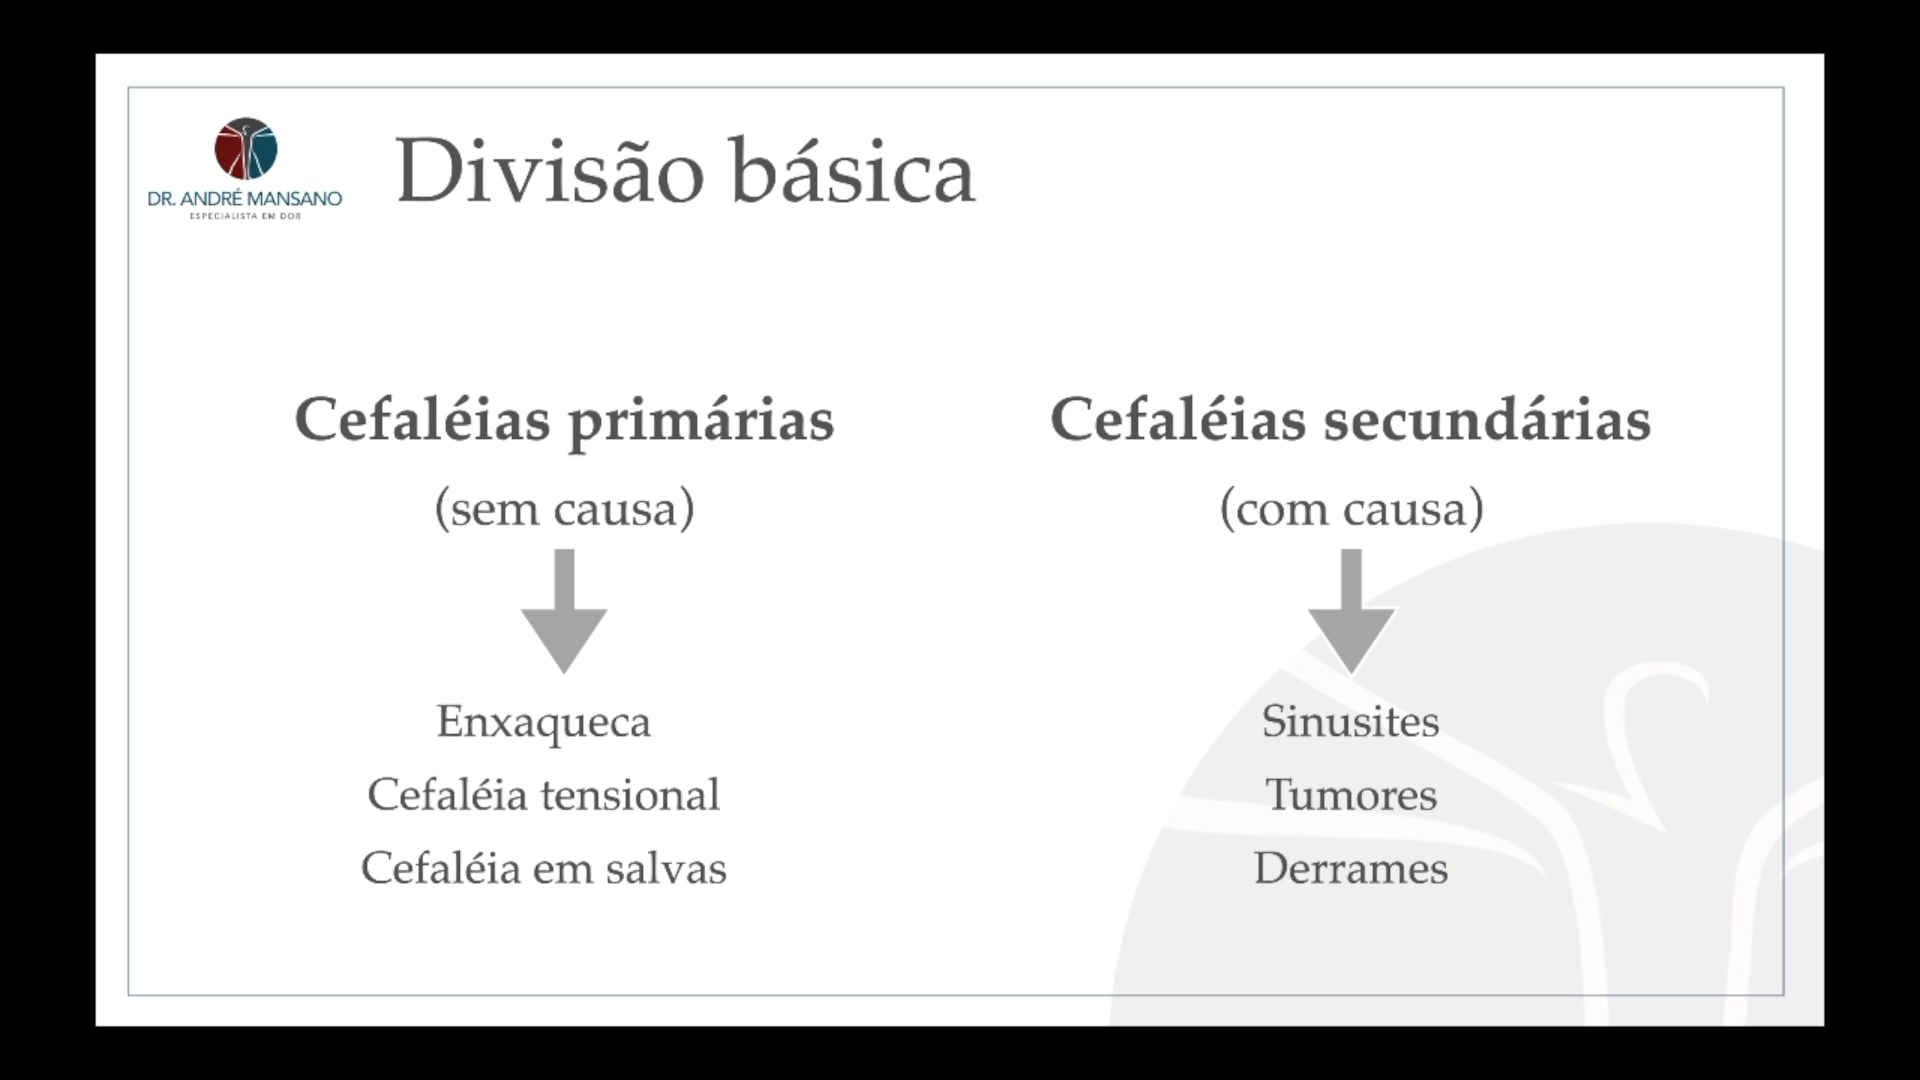 DR. ANDRÉ MANSANO
ESPECIALISTA EM DOR
Divisão básica
Cefaléias primárias
(sem causa)
Enxaqueca
Cefaléia tensional
Cefaléia em salvas
Cefaléias secundárias
(com causa)
Sinusites
Tumores
Derrames